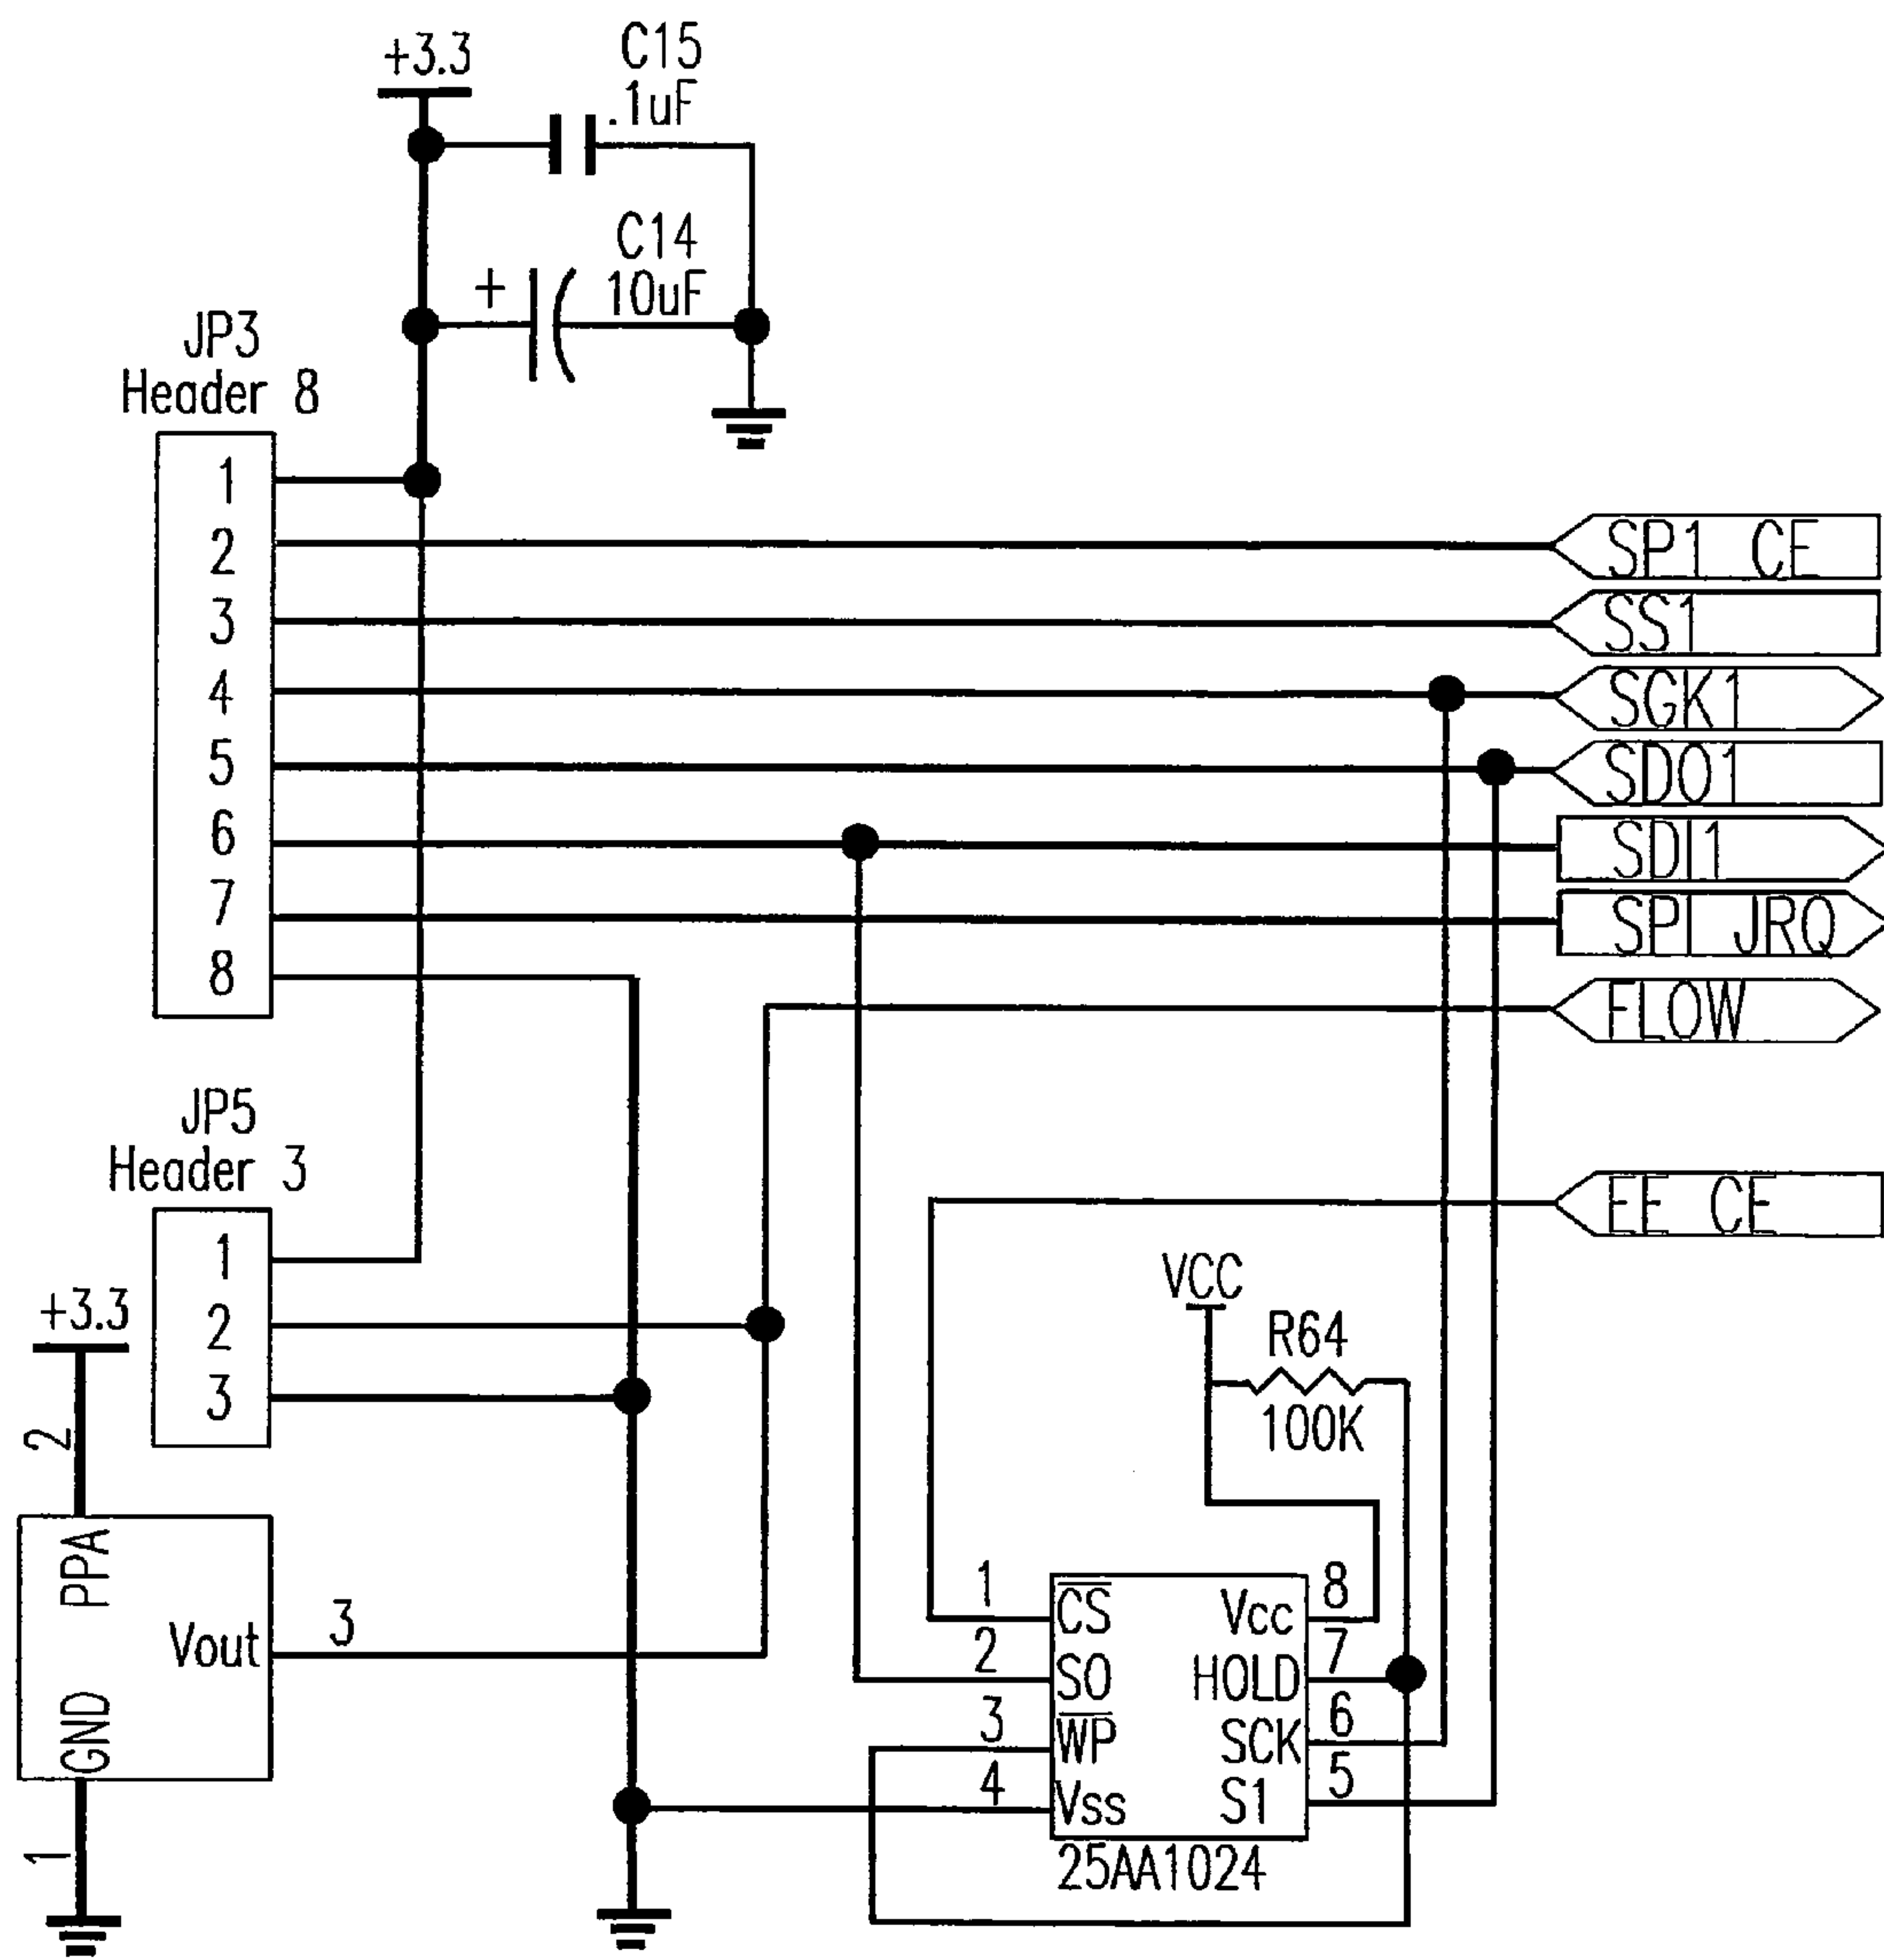 +3.3
C15
.1uF
C14
10uF
+
JP3
Header 8
1
2
3
4
5
6
7
8
SP1 CE
SS1
SGK1
SDO1
SDI1
SPI JRQ
FLOW
EE CE
JP5
Header 3
1
2
3
+3.3
2
PPA
Vout
3
GND
1
VCC
R64
100K
1
2
3
4
CS
SO
WP
Vss
Vcc
HOLD
SCK
S1
8
7
6
5
25AA1024